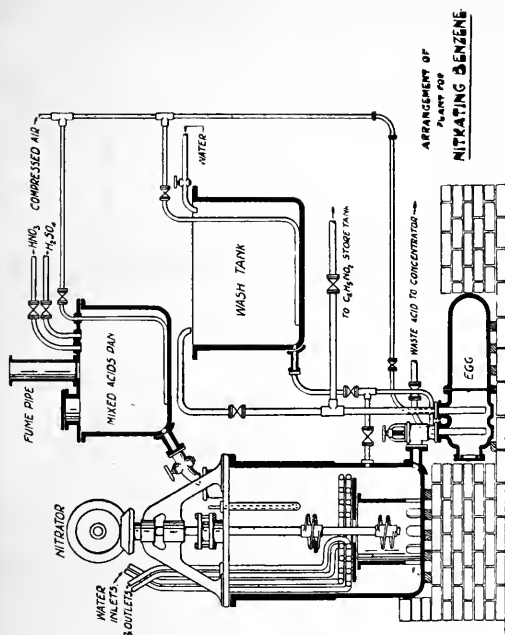 ARRANGEMENT OF
PLANT FOR
NITRATING BENZENE.
FUME PIPE
HNO3
H2SO4
COMPRESSED AIR
MIXED ACIDS PAN
WATER
WASH TANK
TO C6H5NO2 STORE TANK
WASTE ACID TO CONCENTRATOR
EGG
NITRATOR
WATER
INLETS
& OUTLETS